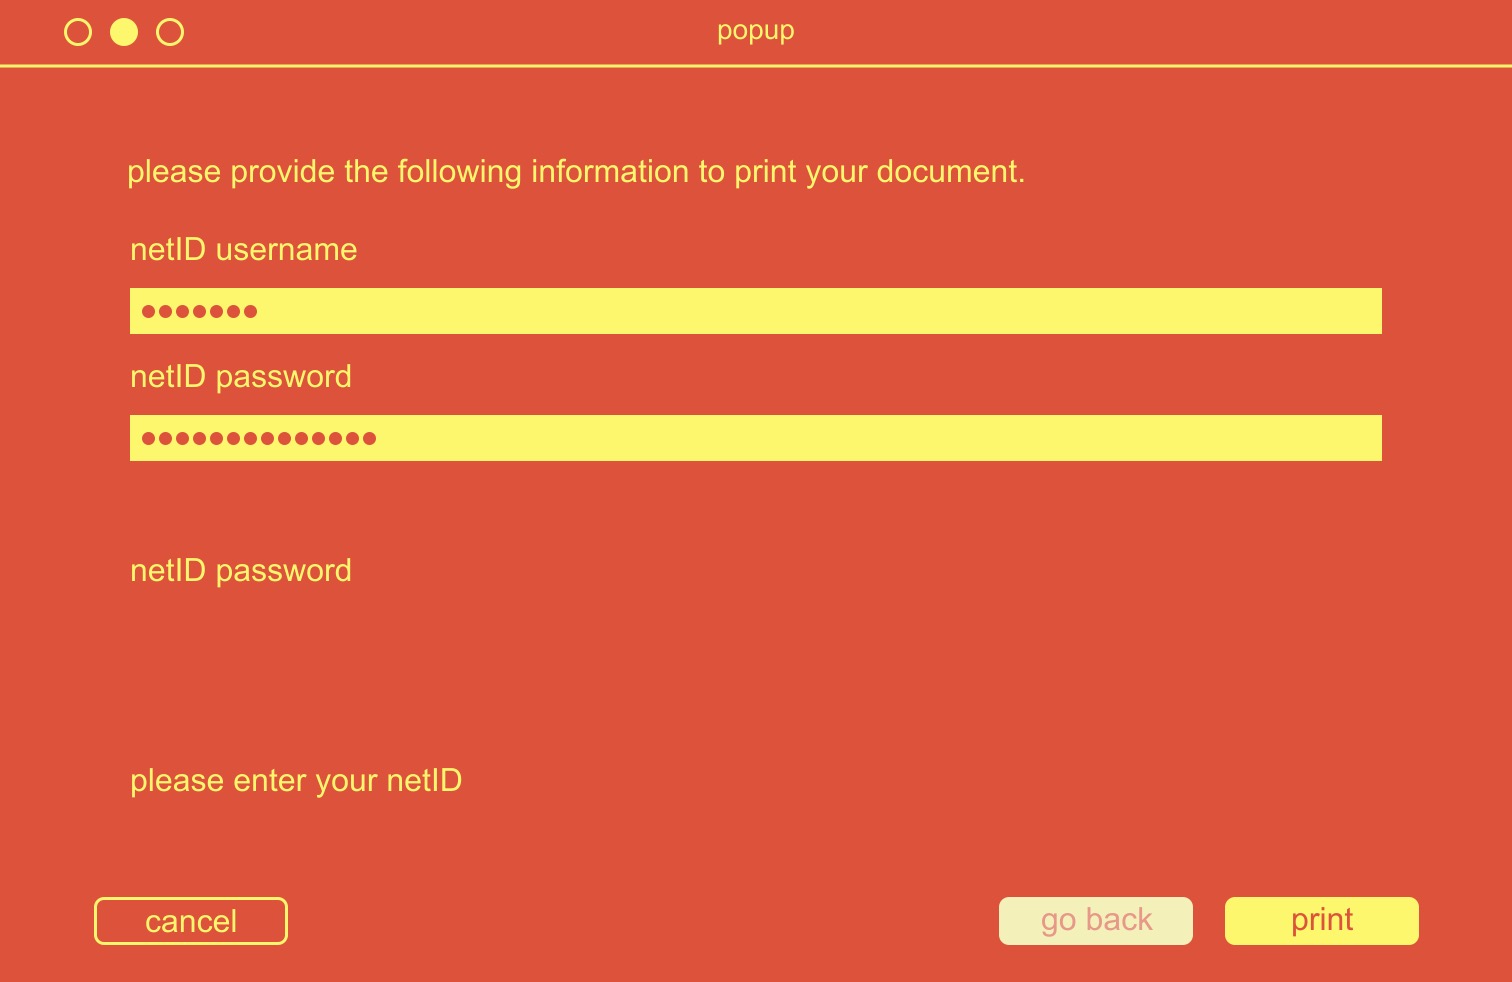 popup
please provide the following information to print your document.
netID username
•••••••
netID password
••••••••••••••
netID password
please enter your netID
cancel
go back
print